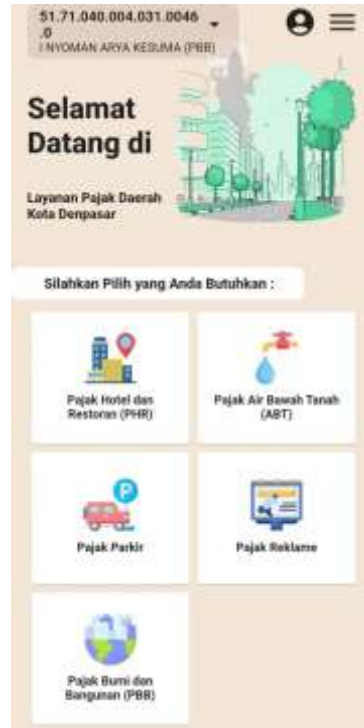 51.71.040.004.031.0046
.0
I NYOMAN ARYA KESUMA (PBB)
Selamat
Datang di
Layanan Pajak Daerah
Kota Denpasar
Silahkan Pilih yang Anda Butuhkan :
Pajak Hotel dan
Restoran (PHR)
Pajak Air Bawah Tanah
(ABT)
P
Pajak Parkir
Pajak Reklame
Pajak Bumi dan
Bangunan (PBB)